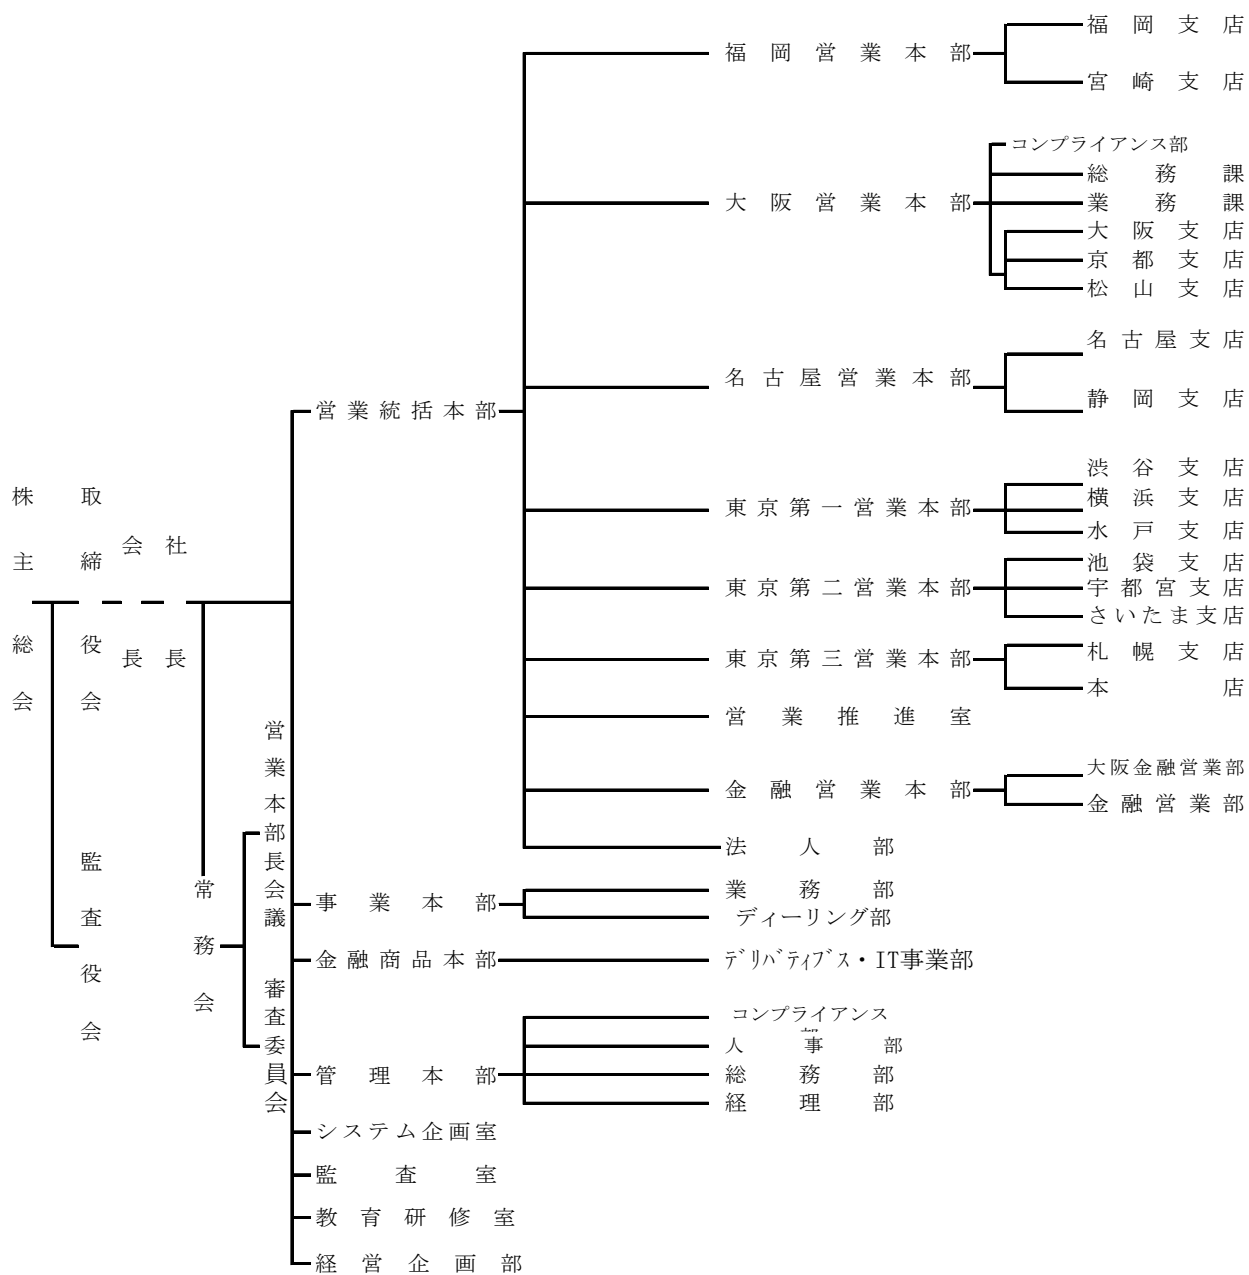 株主総会
取締役会
監査役会
会長
社長
常務会
営業本部長会議
審査委員会
営業統括本部
福岡営業本部
福岡支店
宮崎支店
大阪営業本部
コンプライアンス部
総務課
業務課
大阪支店
京都支店
松山支店
名古屋営業本部
名古屋支店
静岡支店
東京第一営業本部
渋谷支店
横浜支店
水戸支店
東京第二営業本部
池袋支店
宇都宮支店
さいたま支店
東京第三営業本部
札幌支店
本店
営業推進室
金融営業本部
大阪金融営業部
金融営業部
法人部
事業本部
業務部
ディーリング部
金融商品本部
ﾃﾞﾘﾊﾞﾃｨﾌﾞｽ・IT事業部
管理本部
コンプライアンス
人事部
総務部
経理部
システム企画室
監査室
教育研修室
経営企画部